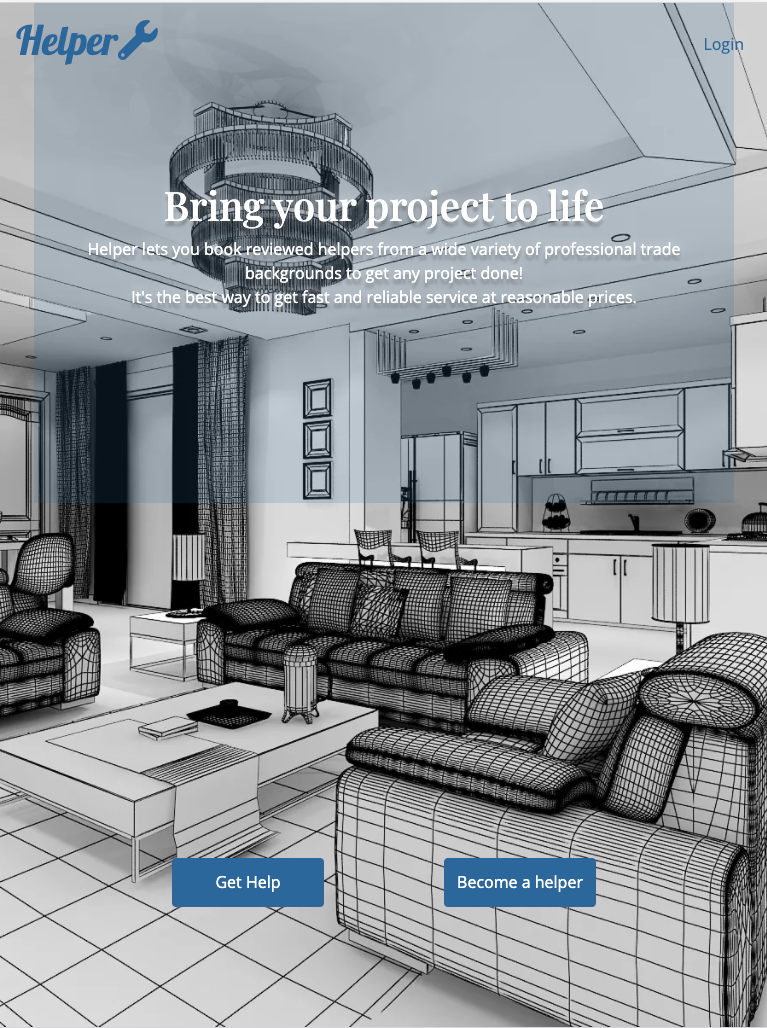 Helper
Login
Bring your project to life
Helper lets you book reviewed helpers from a wide variety of professional trade
backgrounds to get any project done!
It's the best way to get fast and reliable service at reasonable prices.
Get Help
Become a helper